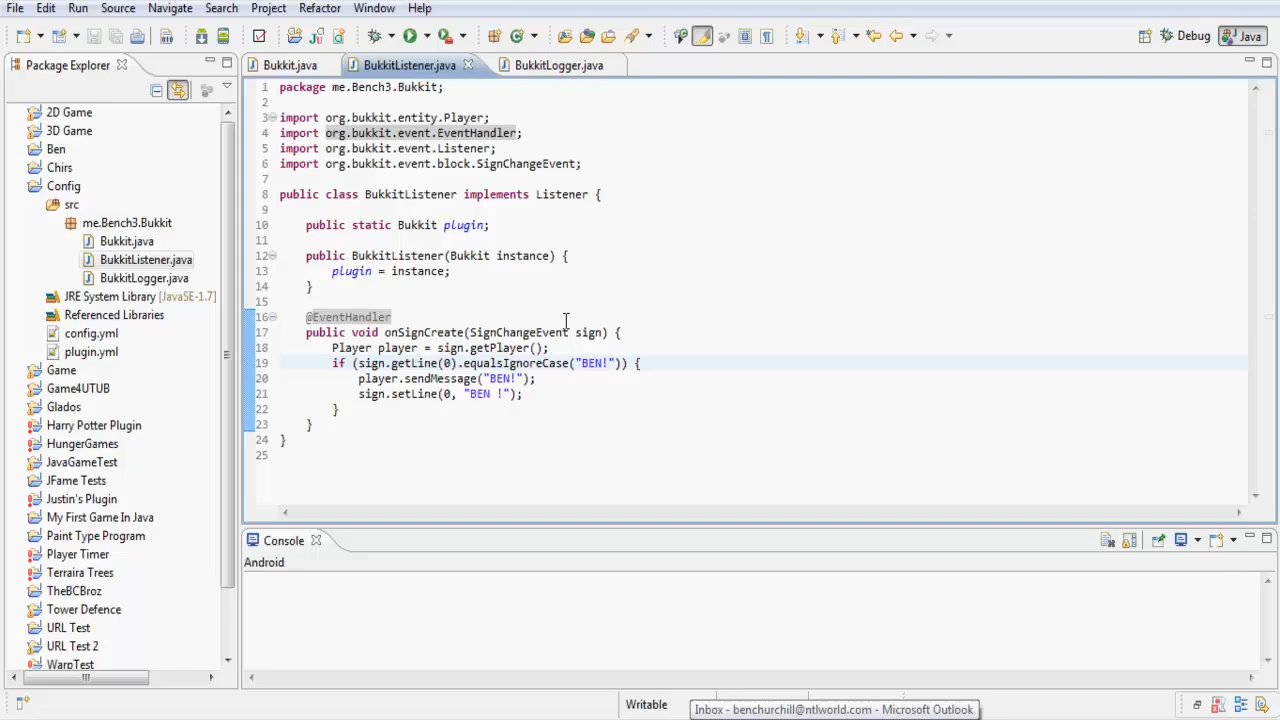 File Edit Run Source Navigate Search Project Refactor Window Help
Debug Java
Package Explorer
Bukkit.java BukkitListener.java BukkitLogger.java
2D Game
3D Game
Ben
Chirs
Config
src
me.Bench3.Bukkit
Bukkit.java
BukkitListener.java
BukkitLogger.java
JRE System Library [JavaSE-1.7]
Referenced Libraries
config.yml
plugin.yml
Game
Game4UTUB
Glados
Harry Potter Plugin
HungerGames
JavaGameTest
JFame Tests
Justin's Plugin
My First Game In Java
Paint Type Program
Player Timer
Terraira Trees
TheBCBroz
Tower Defence
URL Test
URL Test 2
WarpTest
1 package me.Bench3.Bukkit;
2
3 import org.bukkit.entity.Player;
4 import org.bukkit.event.EventHandler;
5 import org.bukkit.event.Listener;
6 import org.bukkit.event.block.SignChangeEvent;
7
8 public class BukkitListener implements Listener {
9
10 public static Bukkit plugin;
11
12 public BukkitListener(Bukkit instance) {
13 plugin = instance;
14 }
15
16 @EventHandler
17 public void onSignCreate(SignChangeEvent sign) {
18 Player player = sign.getPlayer();
19 if (sign.getLine(0).equalsIgnoreCase("BEN!")) {
20 player.sendMessage("BEN!");
21 sign.setLine(0, "BEN !");
22 }
23 }
24 }
25
Console
Android
Writable
Inbox - benchurchill@ntlworld.com - Microsoft Outlook